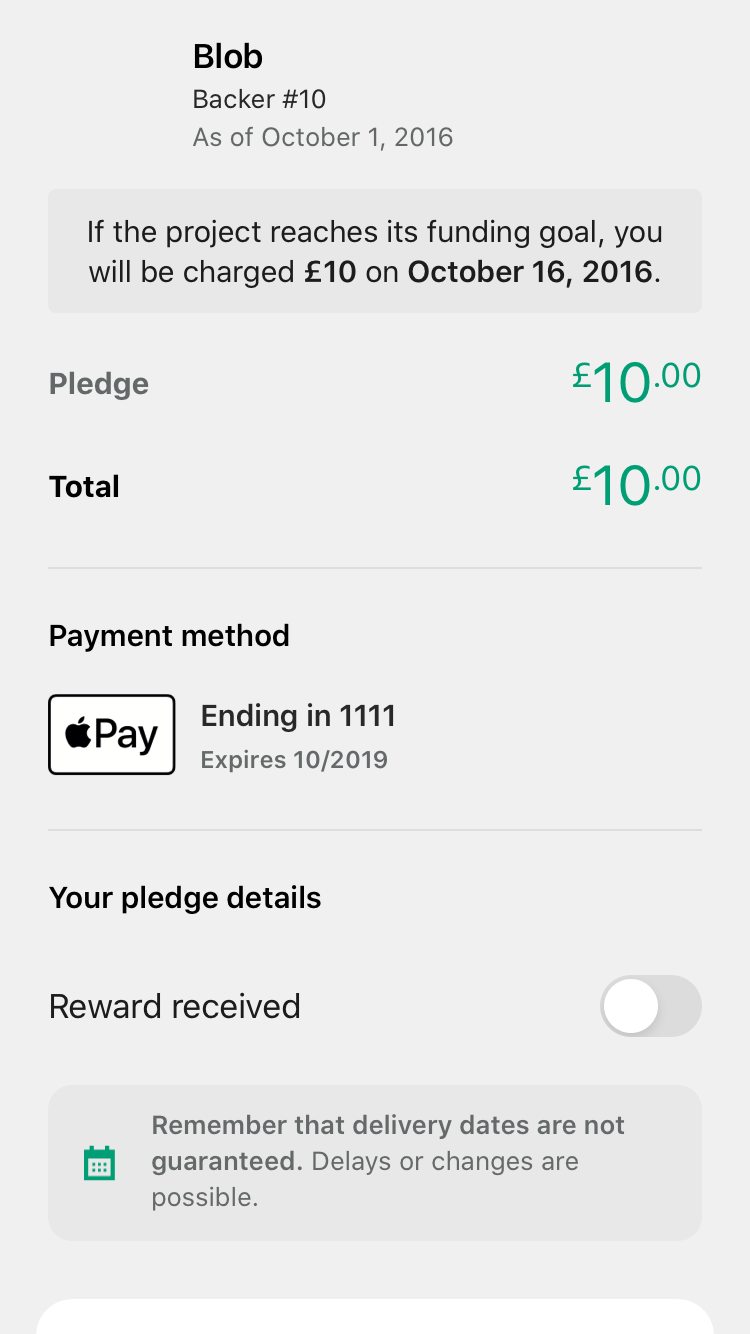 Blob
Backer #10
As of October 1, 2016
If the project reaches its funding goal, you
will be charged £10 on October 16, 2016.
Pledge £10.00
Total £10.00
Payment method
Pay Ending in 1111
Expires 10/2019
Your pledge details
Reward received
Remember that delivery dates are not
guaranteed. Delays or changes are
possible.